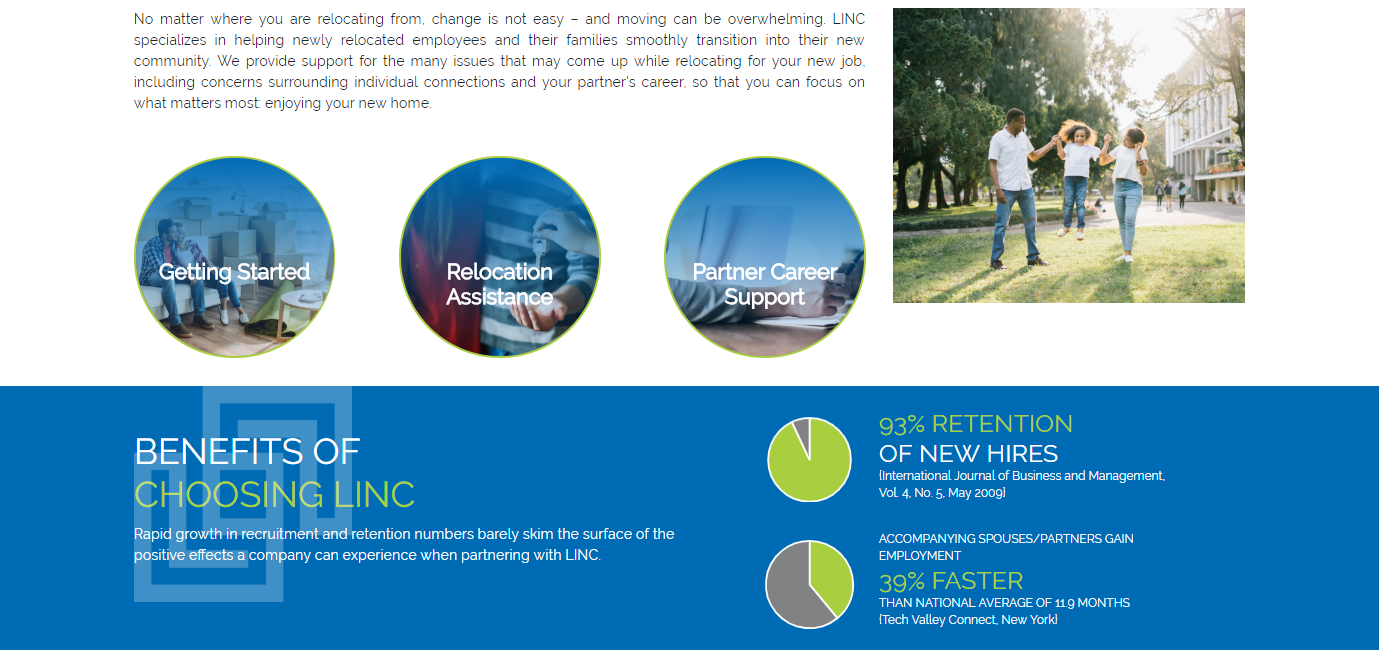 No matter where you are relocating from, change is not easy – and moving can be overwhelming. LINC
specializes in helping newly relocated employees and their families smoothly transition into their new
community. We provide support for the many issues that may come up while relocating for your new job,
including concerns surrounding individual connections and your partner's career, so that you can focus on
what matters most: enjoying your new home.
Getting Started
Relocation
Assistance
Partner Career
Support
BENEFITS OF
CHOOSING LINC
Rapid growth in recruitment and retention numbers barely skim the surface of the
positive effects a company can experience when partnering with LINC.
93% RETENTION
OF NEW HIRES
{International Journal of Business and Management,
Vol. 4, No. 5, May 2009}
ACCOMPANYING SPOUSES/PARTNERS GAIN
EMPLOYMENT
39% FASTER
THAN NATIONAL AVERAGE OF 11.9 MONTHS
{Tech Valley Connect, New York}